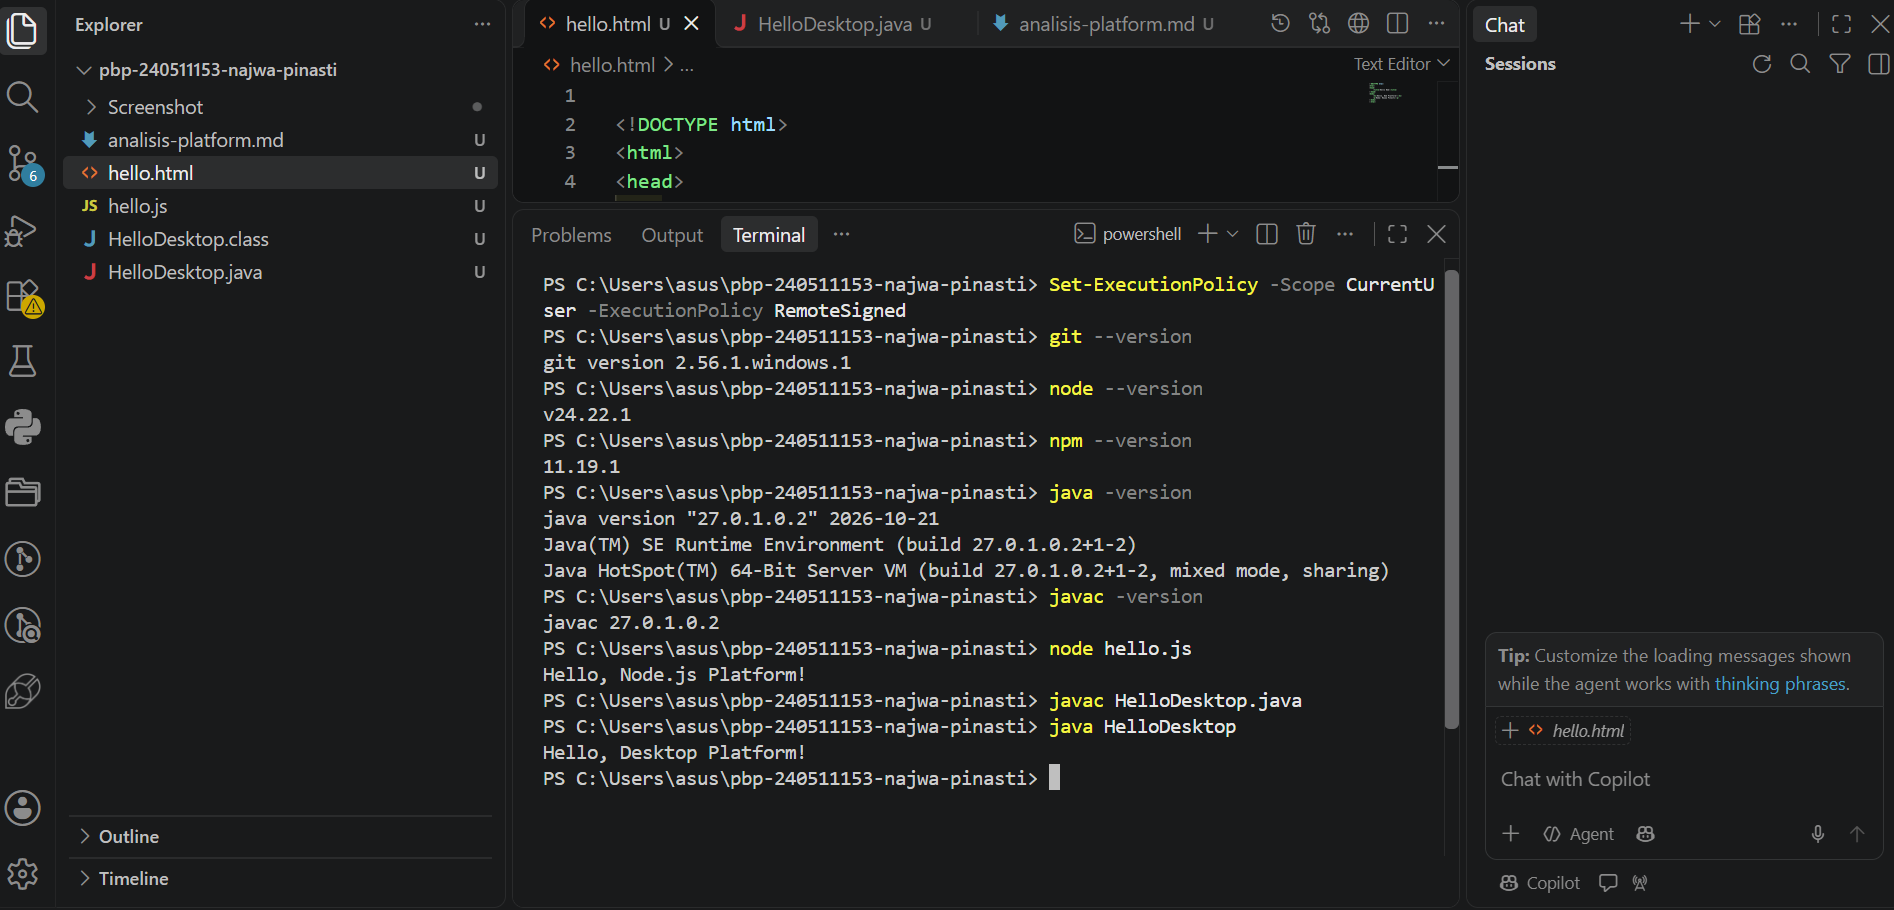 Explorer
pbp-240511153-najwa-pinasti
Screenshot
analisis-platform.md U
hello.html U
JS hello.js U
J HelloDesktop.class U
J HelloDesktop.java U
Outline
Timeline
6
hello.html U
J HelloDesktop.java U
analisis-platform.md U
hello.html > ...
Text Editor
1
2 <!DOCTYPE html>
3 <html>
4 <head>
Problems Output Terminal
powershell
PS C:\Users\asus\pbp-240511153-najwa-pinasti> Set-ExecutionPolicy -Scope CurrentU
ser -ExecutionPolicy RemoteSigned
PS C:\Users\asus\pbp-240511153-najwa-pinasti> git --version
git version 2.56.1.windows.1
PS C:\Users\asus\pbp-240511153-najwa-pinasti> node --version
v24.22.1
PS C:\Users\asus\pbp-240511153-najwa-pinasti> npm --version
11.19.1
PS C:\Users\asus\pbp-240511153-najwa-pinasti> java -version
java version "27.0.1.0.2" 2026-10-21
Java(TM) SE Runtime Environment (build 27.0.1.0.2+1-2)
Java HotSpot(TM) 64-Bit Server VM (build 27.0.1.0.2+1-2, mixed mode, sharing)
PS C:\Users\asus\pbp-240511153-najwa-pinasti> javac -version
javac 27.0.1.0.2
PS C:\Users\asus\pbp-240511153-najwa-pinasti> node hello.js
Hello, Node.js Platform!
PS C:\Users\asus\pbp-240511153-najwa-pinasti> javac HelloDesktop.java
PS C:\Users\asus\pbp-240511153-najwa-pinasti> java HelloDesktop
Hello, Desktop Platform!
PS C:\Users\asus\pbp-240511153-najwa-pinasti>
Chat
Sessions
Tip: Customize the loading messages shown
while the agent works with thinking phrases.
hello.html
Chat with Copilot
Agent
Copilot